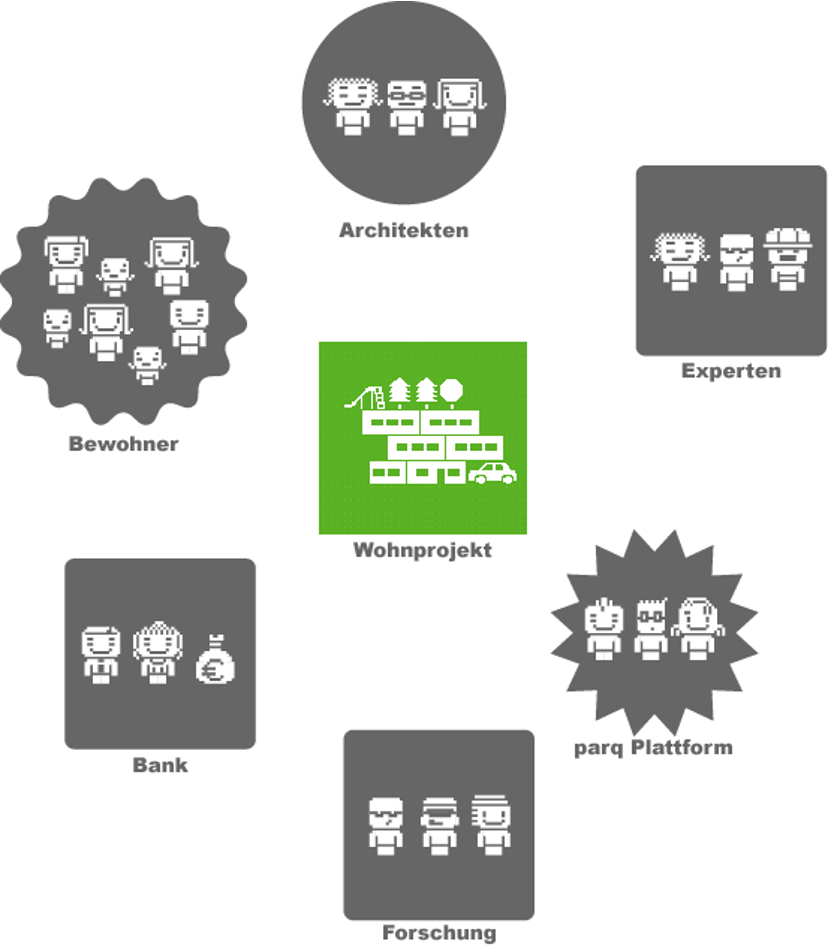 Architekten
Experten
Bewohner
Wohnprojekt
parq Plattform
€
Bank
Forschung